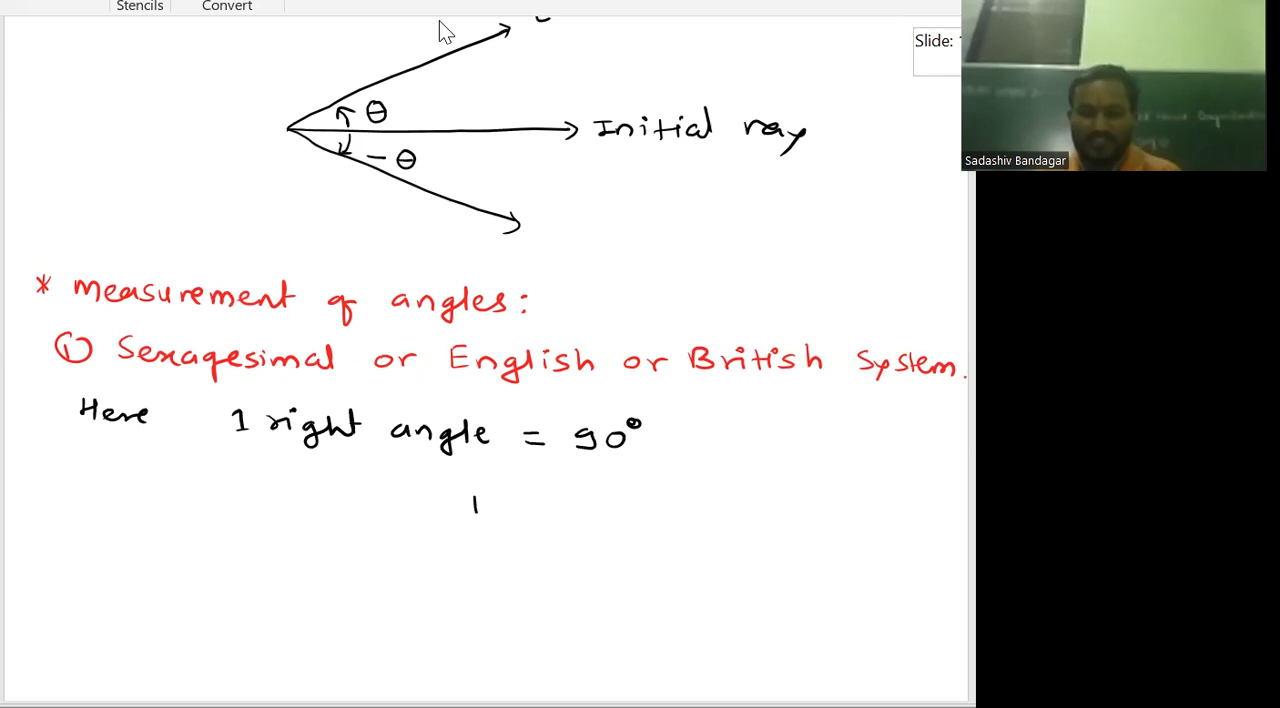 Stencils Convert
Slide:
θ
Initial ray
- θ
Sadashiv Bandagar
* Measurement of angles:
① Sexagesimal or English or British System.
Here 1 right angle = 90°
1